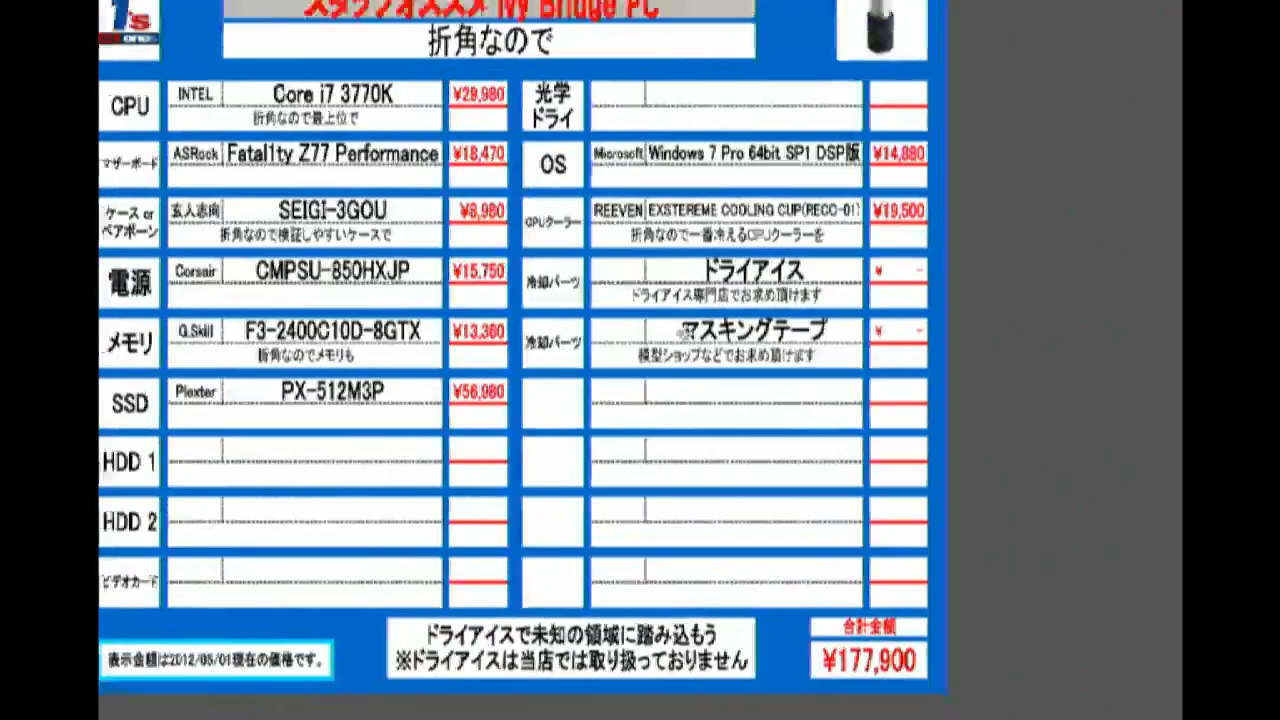 1's
スタッフオススメ Ivy Bridge PC
折角なので
CPU
INTEL
Core i7 3770K
¥29,980
折角なので最上位で
マザーボード
ASRock
Fatal1ty Z77 Performance
¥18,470
ケース or
ベアボーン
玄人志向
SEIGI-3GOU
¥8,980
折角なので検証しやすいケースで
電源
Corsair
CMPSU-850HXJP
¥15,750
メモリ
G.Skill
F3-2400C10D-8GTX
¥13,360
折角なのでメモリも
SSD
Plextor
PX-512M3P
¥56,980
HDD 1
HDD 2
ビデオカード
光学
ドライ
OS
Microsoft
Windows 7 Pro 64bit SP1 DSP版
¥14,880
CPUクーラー
REEVEN
EXSTEREME COOLING CUP(RECC-01)
¥19,500
折角なので一番冷えるCPUクーラーを
冷却パーツ
ドライアイス
¥ -
ドライアイス専門店でお求め頂けます
冷却パーツ
マスキングテープ
¥ -
模型ショップなどでお求め頂けます
表示金額は2012/05/01現在の価格です。
ドライアイスで未知の領域に踏み込もう
※ドライアイスは当店では取り扱っておりません
合計金額
¥177,900